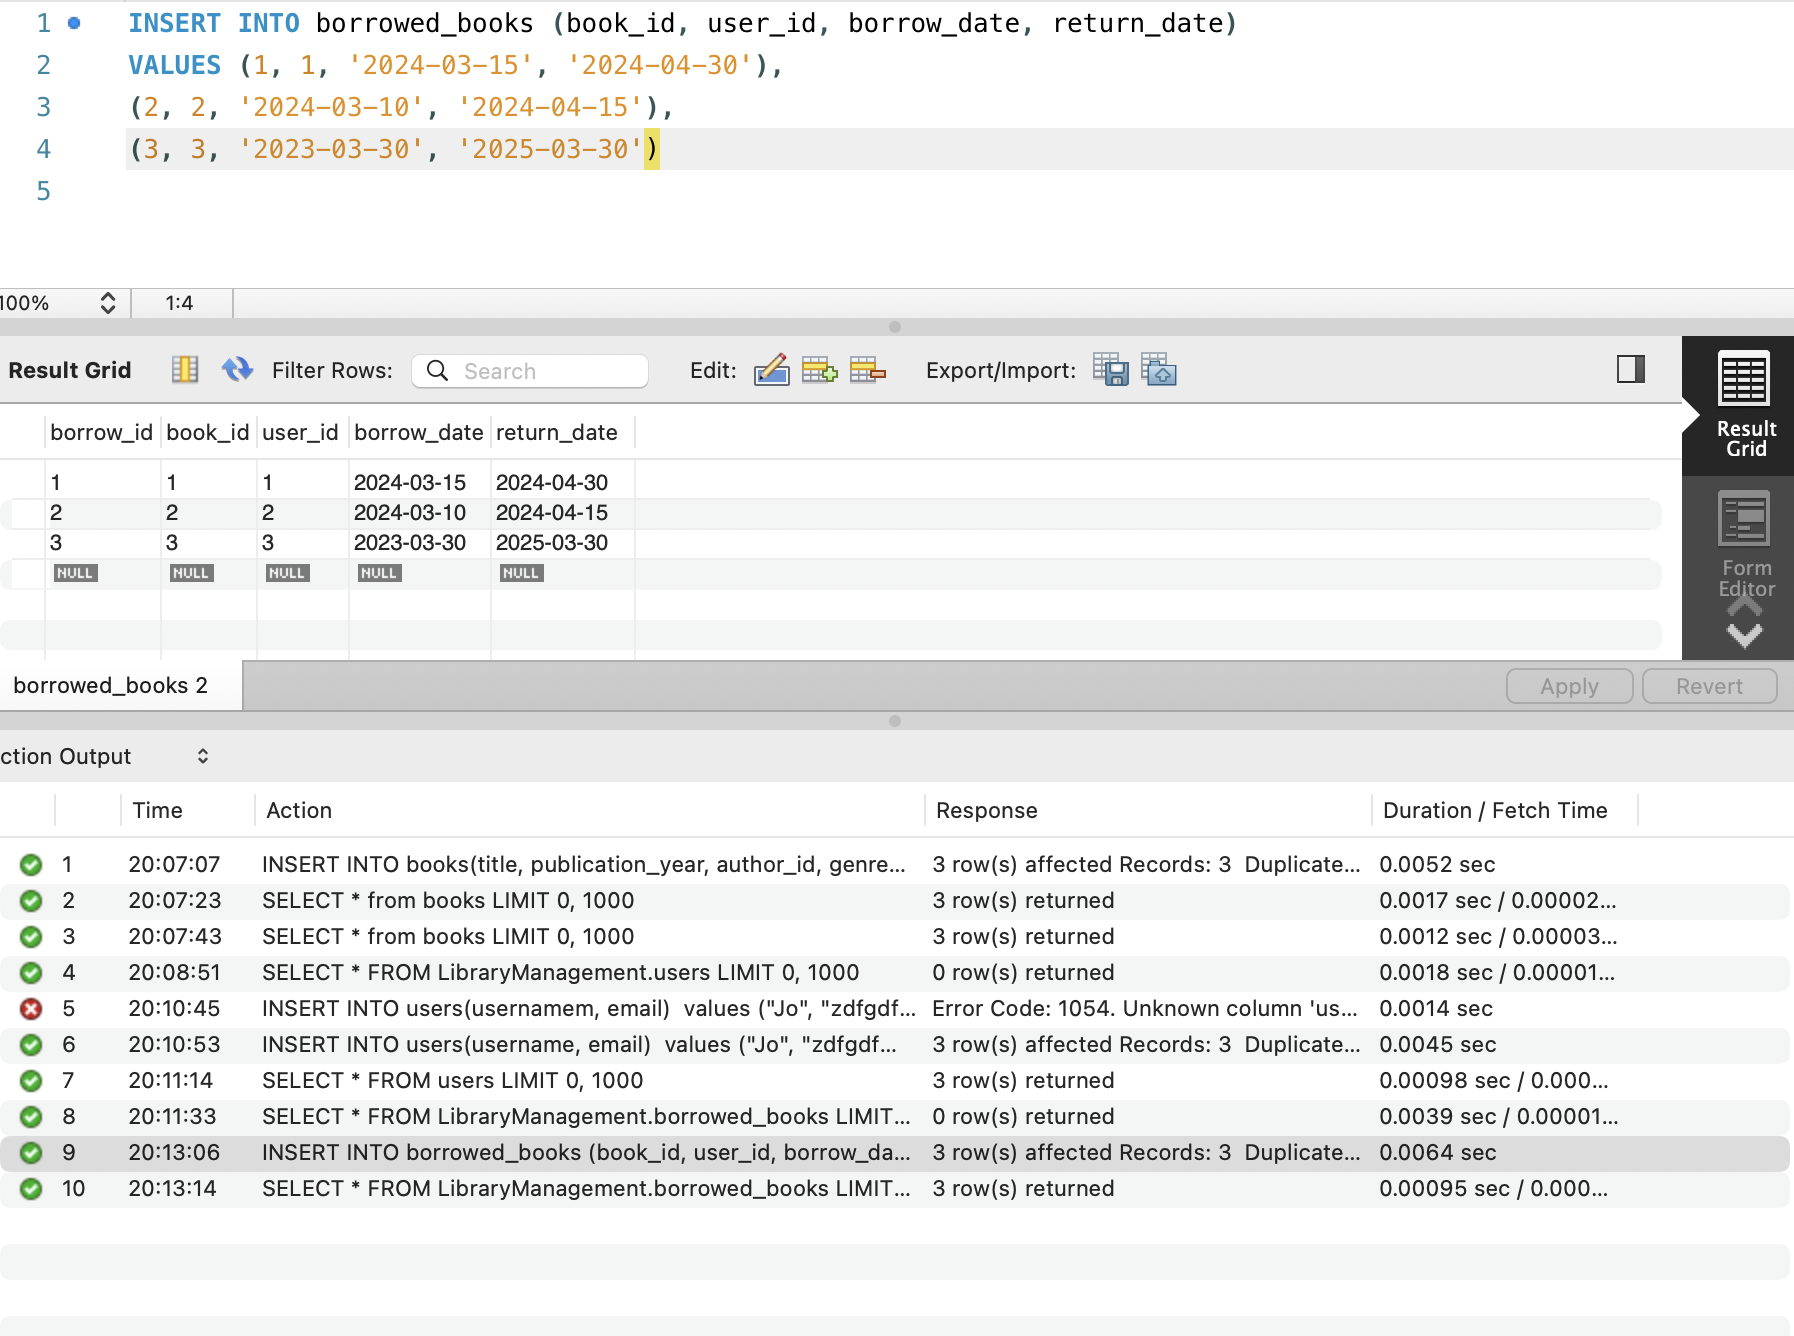 1 INSERT INTO borrowed_books (book_id, user_id, borrow_date, return_date)
2 VALUES (1, 1, '2024-03-15', '2024-04-30'),
3 (2, 2, '2024-03-10', '2024-04-15'),
4 (3, 3, '2023-03-30', '2025-03-30')
5
100% 1:4
Result Grid Filter Rows: Search Edit: Export/Import:
Result
Grid
Form
Editor
borrow_id book_id user_id borrow_date return_date
1 1 1 2024-03-15 2024-04-30
2 2 2 2024-03-10 2024-04-15
3 3 3 2023-03-30 2025-03-30
NULL NULL NULL NULL NULL
borrowed_books 2 Apply Revert
ction Output
Time Action Response Duration / Fetch Time
1 20:07:07 INSERT INTO books(title, publication_year, author_id, genre... 3 row(s) affected Records: 3 Duplicate... 0.0052 sec
2 20:07:23 SELECT * from books LIMIT 0, 1000 3 row(s) returned 0.0017 sec / 0.00002...
3 20:07:43 SELECT * from books LIMIT 0, 1000 3 row(s) returned 0.0012 sec / 0.00003...
4 20:08:51 SELECT * FROM LibraryManagement.users LIMIT 0, 1000 0 row(s) returned 0.0018 sec / 0.00001...
5 20:10:45 INSERT INTO users(usernamem, email) values ("Jo", "zdfgdf... Error Code: 1054. Unknown column 'us... 0.0014 sec
6 20:10:53 INSERT INTO users(username, email) values ("Jo", "zdfgdf... 3 row(s) affected Records: 3 Duplicate... 0.0045 sec
7 20:11:14 SELECT * FROM users LIMIT 0, 1000 3 row(s) returned 0.00098 sec / 0.000...
8 20:11:33 SELECT * FROM LibraryManagement.borrowed_books LIMIT... 0 row(s) returned 0.0039 sec / 0.00001...
9 20:13:06 INSERT INTO borrowed_books (book_id, user_id, borrow_da... 3 row(s) affected Records: 3 Duplicate... 0.0064 sec
10 20:13:14 SELECT * FROM LibraryManagement.borrowed_books LIMIT... 3 row(s) returned 0.00095 sec / 0.000...